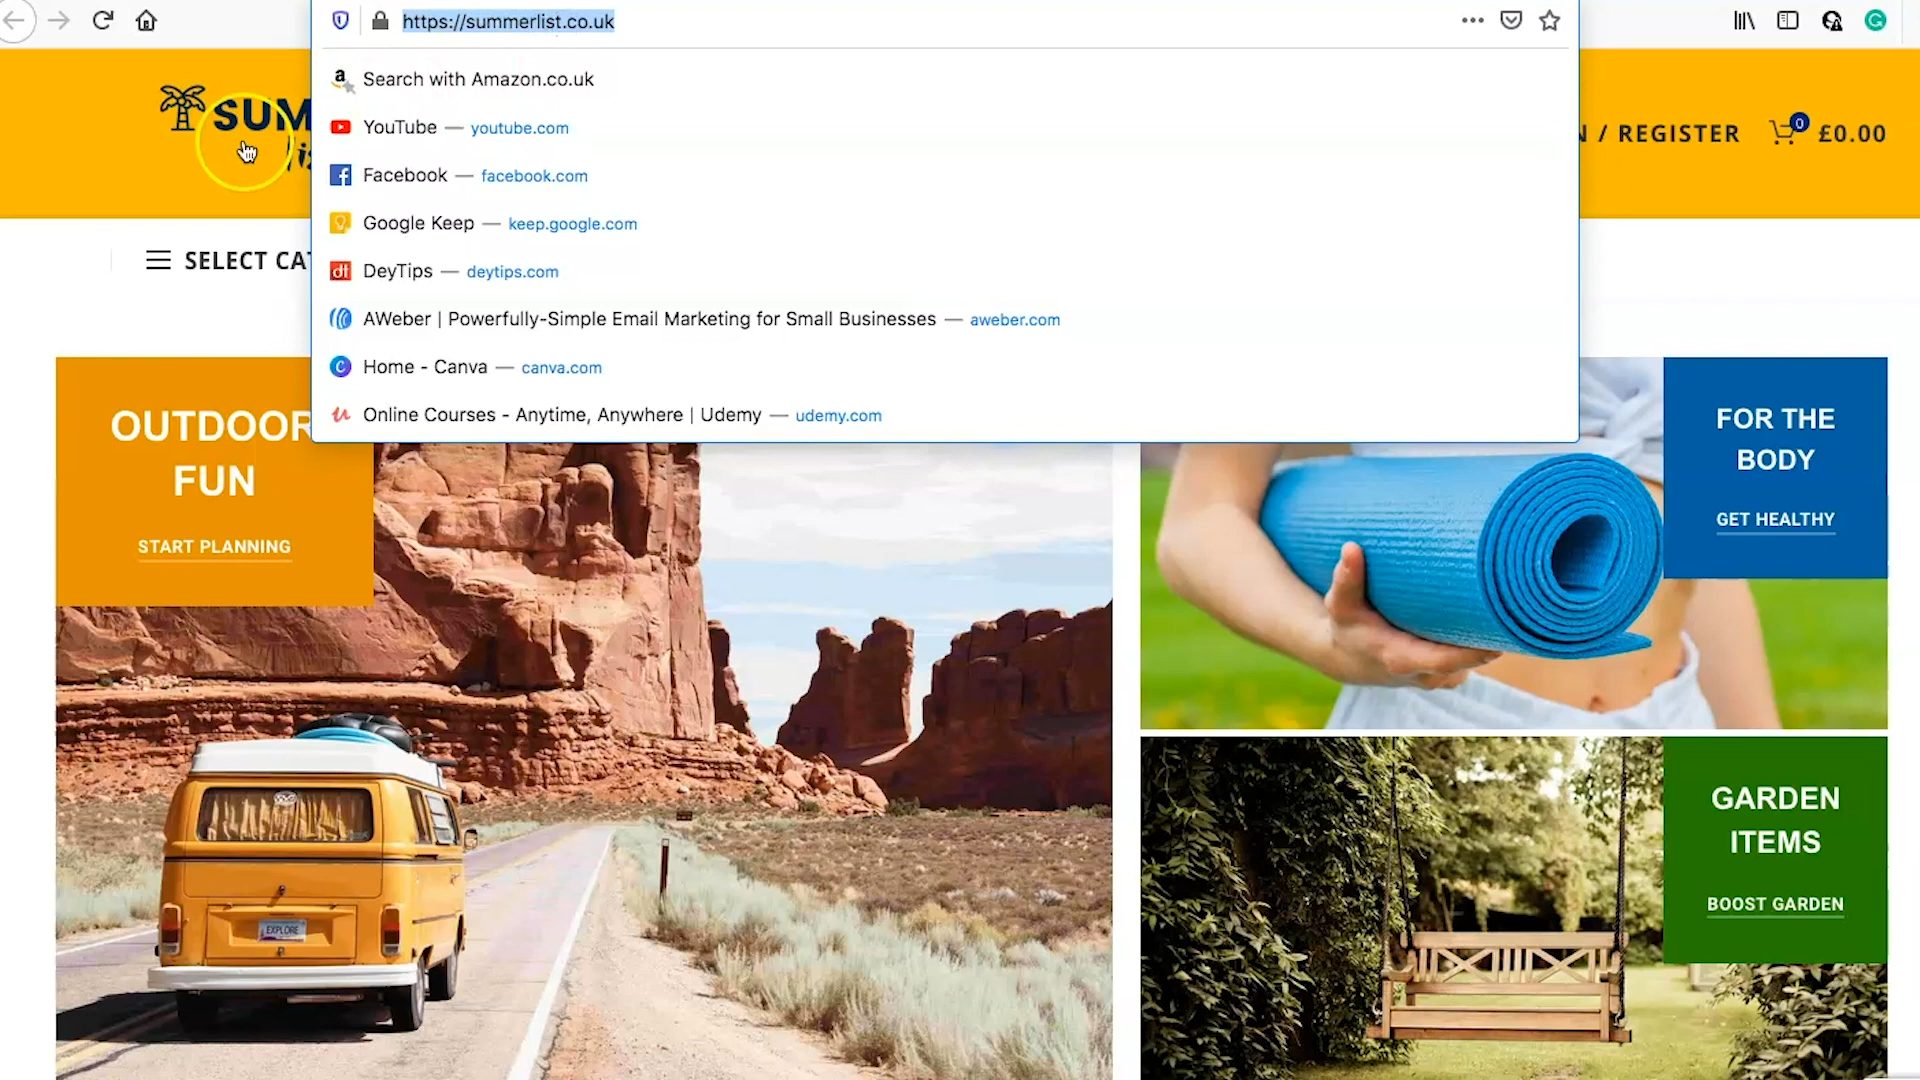 https://summerlist.co.uk
Search with Amazon.co.uk
YouTube — youtube.com
Facebook — facebook.com
Google Keep — keep.google.com
DeyTips — deytips.com
AWeber | Powerfully-Simple Email Marketing for Small Businesses — aweber.com
Home - Canva — canva.com
Online Courses - Anytime, Anywhere | Udemy — udemy.com
SUM
/ REGISTER
0
£0.00
SELECT CAT
OUTDOOR
FUN
START PLANNING
FOR THE
BODY
GET HEALTHY
GARDEN
ITEMS
BOOST GARDEN
EXPLORE